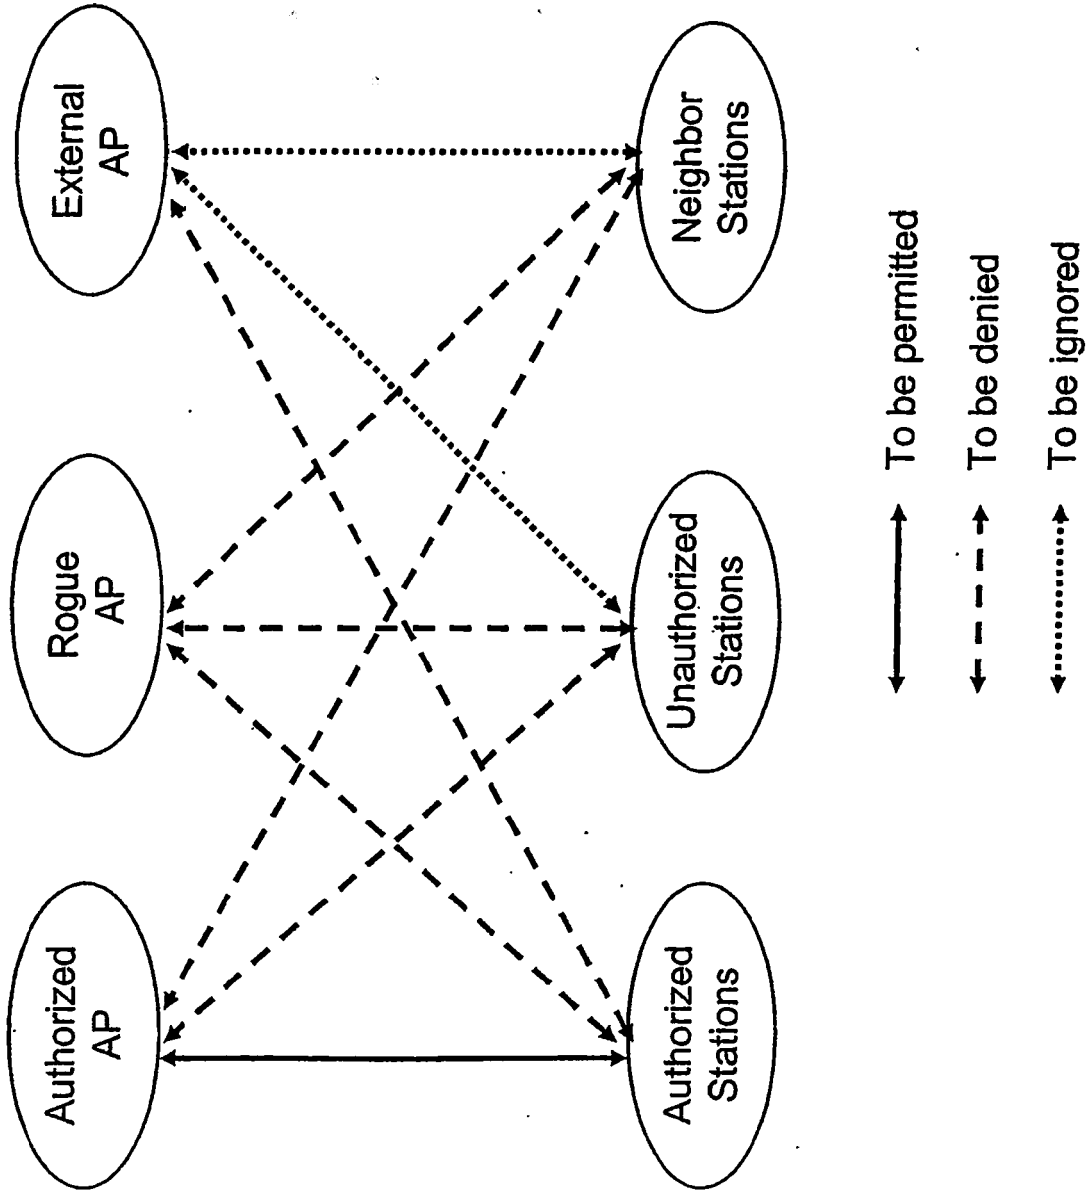 Authorized
AP
Rogue
AP
External
AP
Authorized
Stations
Unauthorized
Stations
Neighbor
Stations
To be permitted
To be denied
To be ignored